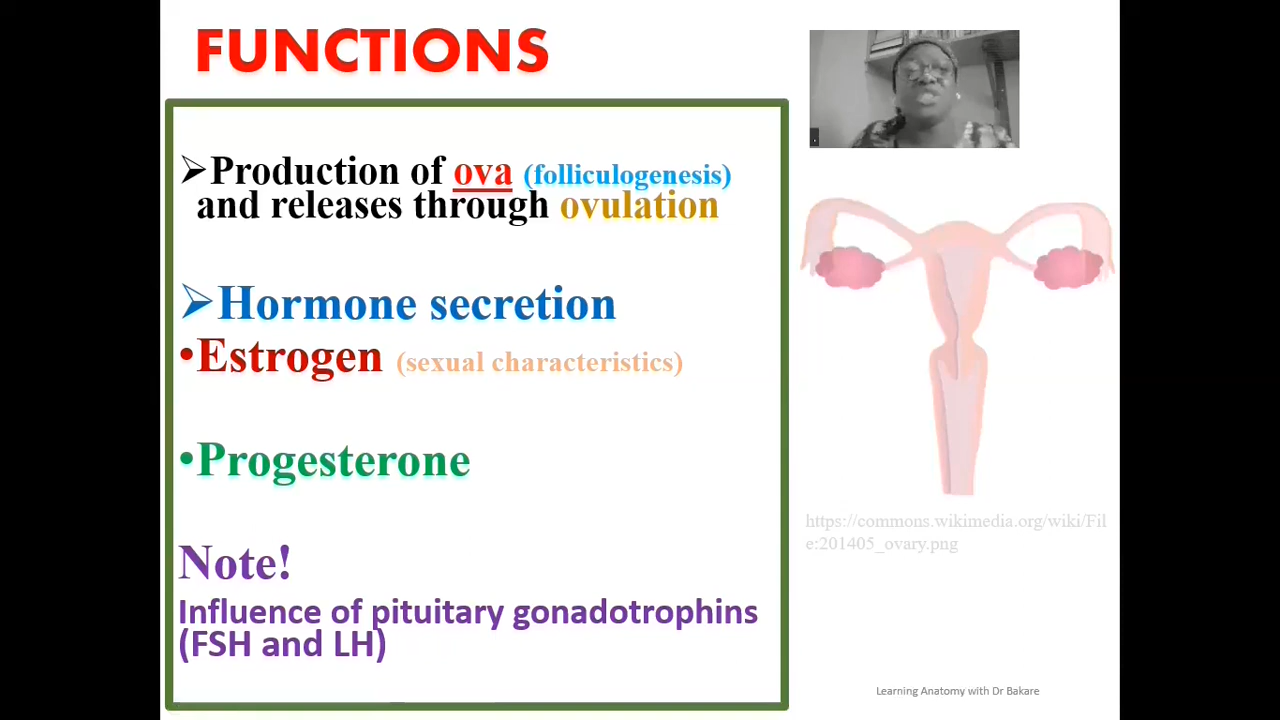 FUNCTIONS
➢Production of ova (folliculogenesis)
and releases through ovulation
➢Hormone secretion
•Estrogen (sexual characteristics)
•Progesterone
Note!
Influence of pituitary gonadotrophins
(FSH and LH)
https://commons.wikimedia.org/wiki/Fil
e:201405_ovary.png
Learning Anatomy with Dr Bakare